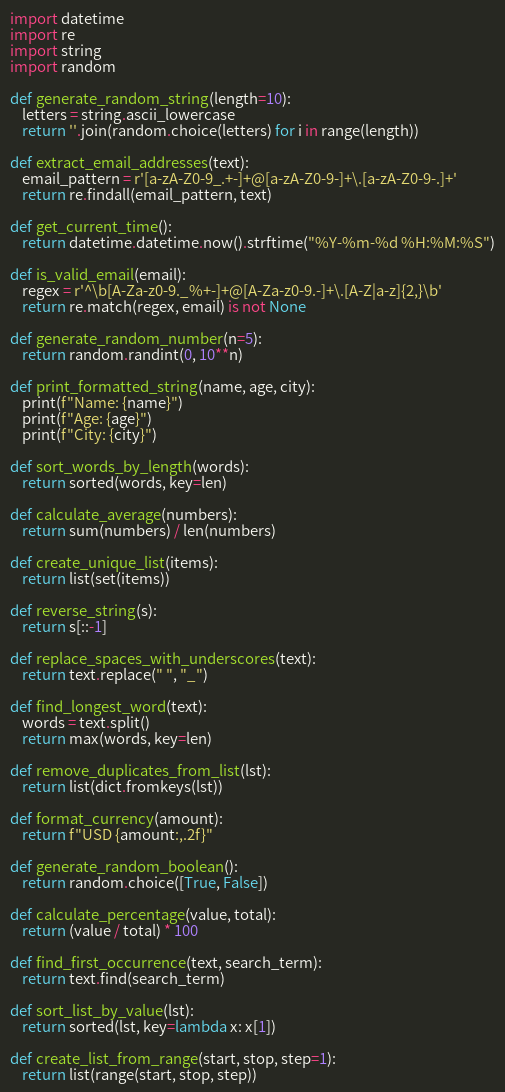 import datetime
import re
import string
import random

def generate_random_string(length=10):
    letters = string.ascii_lowercase
    return ''.join(random.choice(letters) for i in range(length))

def extract_email_addresses(text):
    email_pattern = r'[a-zA-Z0-9_.+-]+@[a-zA-Z0-9-]+\.[a-zA-Z0-9-.]+'
    return re.findall(email_pattern, text)

def get_current_time():
    return datetime.datetime.now().strftime("%Y-%m-%d %H:%M:%S")

def is_valid_email(email):
    regex = r'^\b[A-Za-z0-9._%+-]+@[A-Za-z0-9.-]+\.[A-Z|a-z]{2,}\b'
    return re.match(regex, email) is not None

def generate_random_number(n=5):
    return random.randint(0, 10**n)

def print_formatted_string(name, age, city):
    print(f"Name: {name}")
    print(f"Age: {age}")
    print(f"City: {city}")

def sort_words_by_length(words):
    return sorted(words, key=len)

def calculate_average(numbers):
    return sum(numbers) / len(numbers)

def create_unique_list(items):
    return list(set(items))

def reverse_string(s):
    return s[::-1]

def replace_spaces_with_underscores(text):
    return text.replace(" ", "_")

def find_longest_word(text):
    words = text.split()
    return max(words, key=len)

def remove_duplicates_from_list(lst):
    return list(dict.fromkeys(lst))

def format_currency(amount):
    return f"USD {amount:,.2f}"

def generate_random_boolean():
    return random.choice([True, False])

def calculate_percentage(value, total):
    return (value / total) * 100

def find_first_occurrence(text, search_term):
    return text.find(search_term)

def sort_list_by_value(lst):
    return sorted(lst, key=lambda x: x[1])

def create_list_from_range(start, stop, step=1):
    return list(range(start, stop, step))